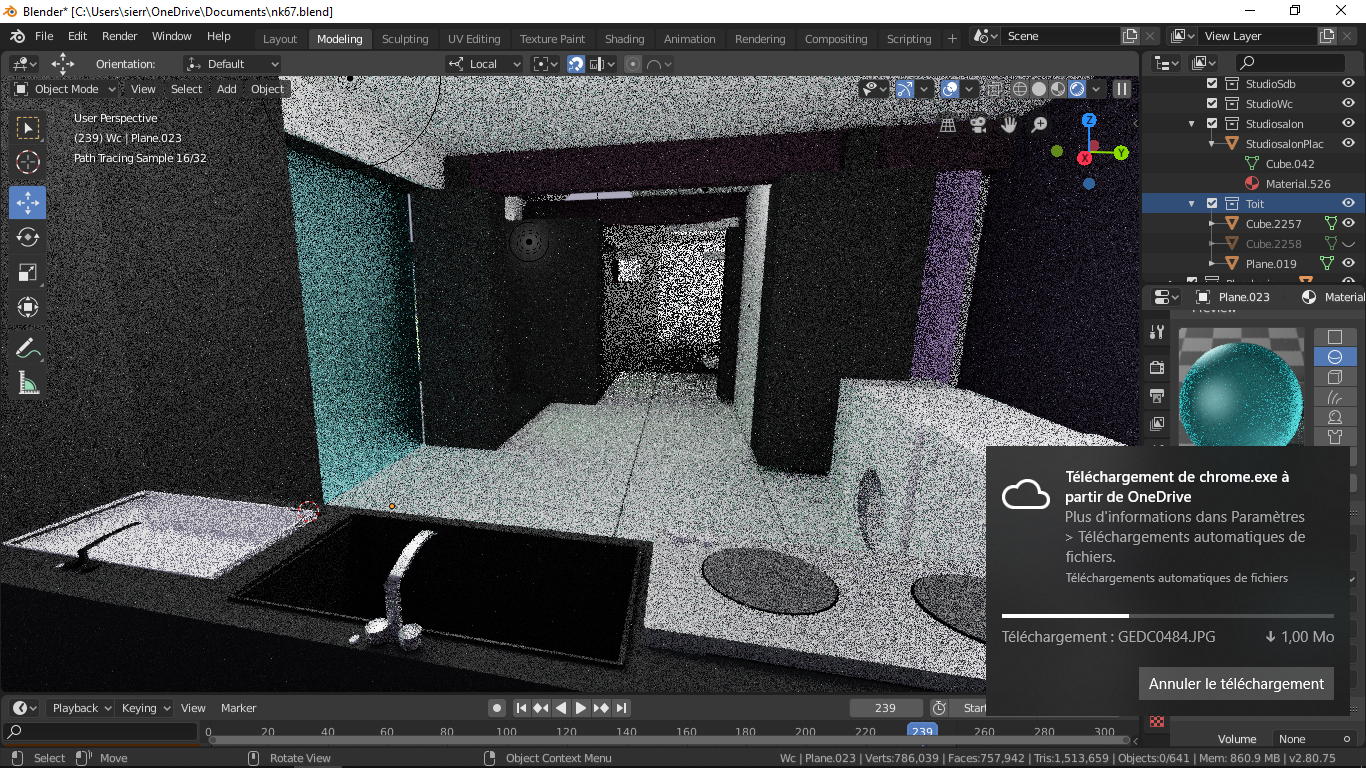 Blender* [C:\Users\sierr\OneDrive\Documents\nk67.blend]
File Edit Render Window Help
Layout Modeling Sculpting UV Editing Texture Paint Shading Animation Rendering Compositing Scripting +
Scene
View Layer
Orientation: Default
Local
Object Mode View Select Add Object
User Perspective
(239) Wc | Plane.023
Path Tracing Sample 16/32
Z
X
Y
StudioSdb
StudioWc
Studiosalon
StudiosalonPlac
Cube.042
Material.526
Toit
Cube.2257
Cube.2258
Plane.019
Plane.023
Material
Preview
Téléchargement de chrome.exe à
partir de OneDrive
Plus d'informations dans Paramètres
> Téléchargements automatiques de
fichiers.
Téléchargements automatiques de fichiers
Téléchargement : GEDC0484.JPG
1,00 Mo
Annuler le téléchargement
Playback Keying View Marker
239
Start
0 20 40 60 80 100 120 140 160 180 200 220 239 260 280 300
Volume None
Select Move Rotate View Object Context Menu
Wc | Plane.023 | Verts:786,039 | Faces:757,942 | Tris:1,513,659 | Objects:0/641 | Mem: 860.9 MB | v2.80.75